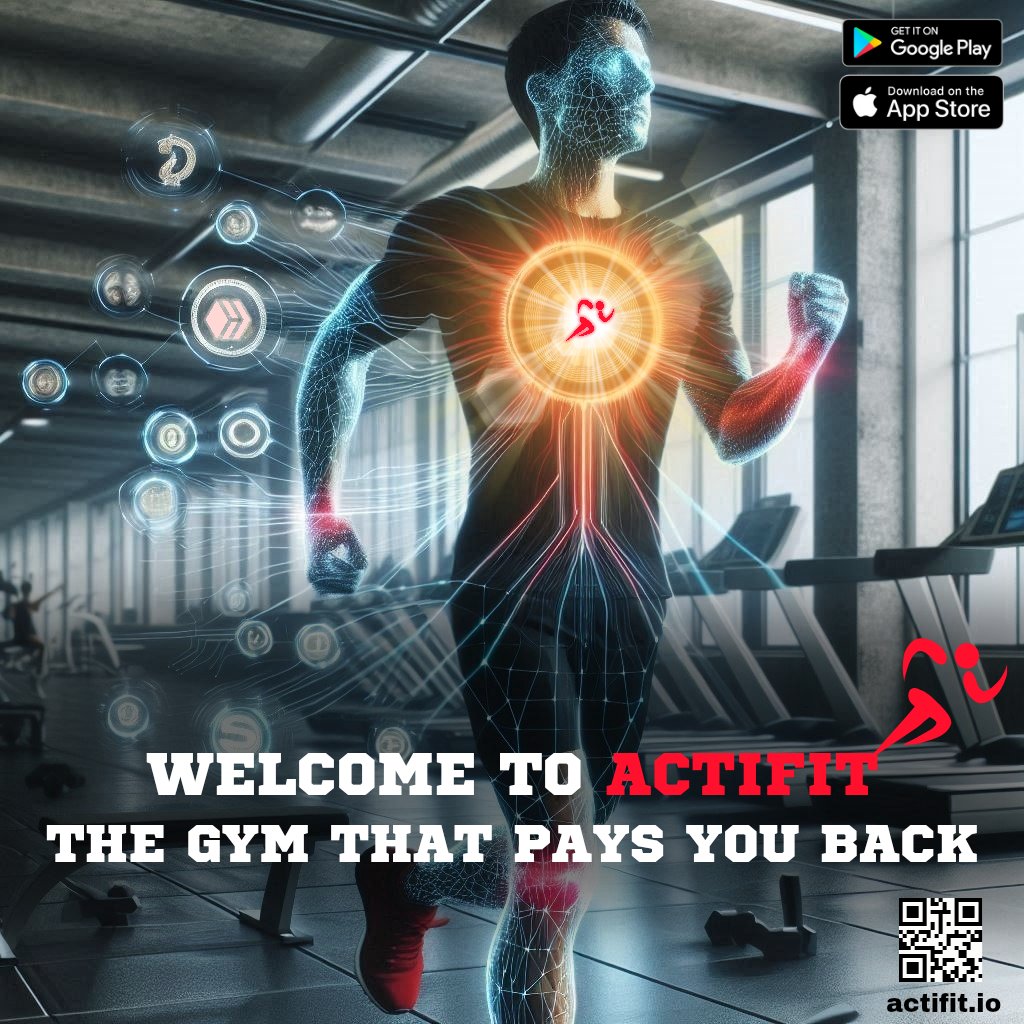 GET IT ON
Google Play
Download on the
App Store
WELCOME TO ACTIFIT
THE GYM THAT PAYS YOU BACK
actifit.io